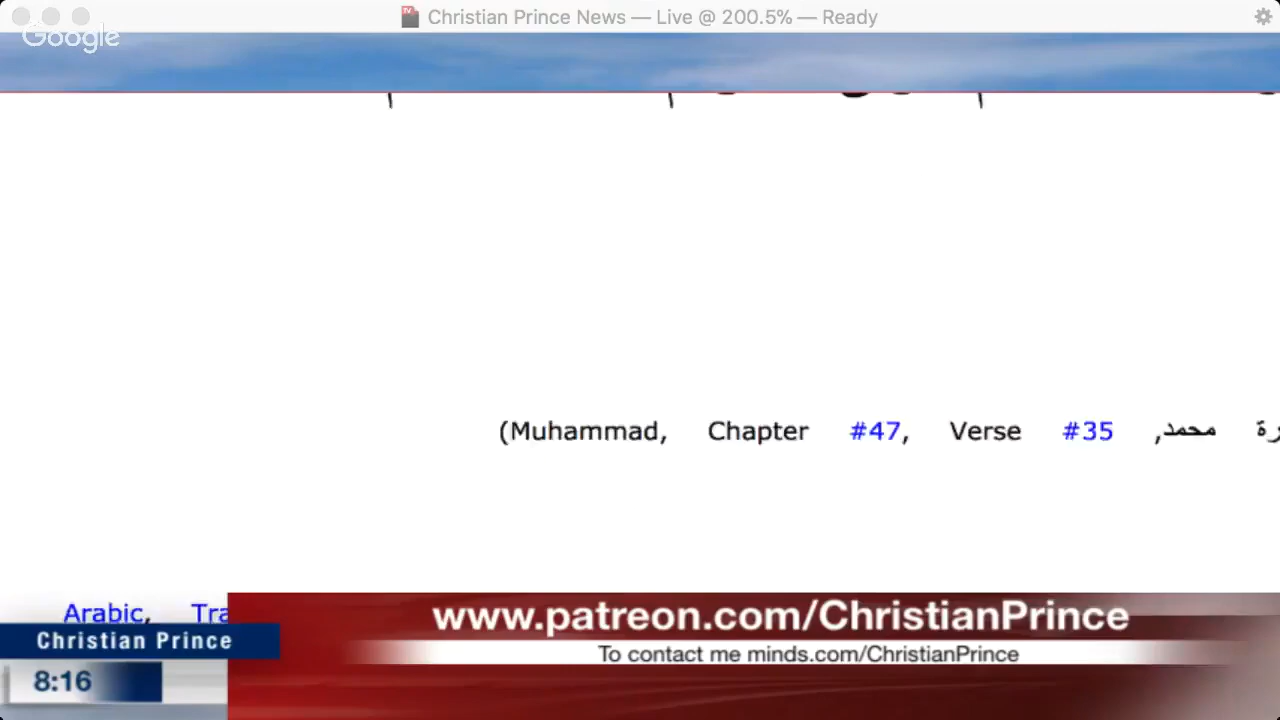 Christian Prince News — Live @ 200.5% — Ready
Google
(Muhammad, Chapter #47, Verse #35 محمد,
Arabic,
www.patreon.com/ChristianPrince
Christian Prince
To contact me minds.com/ChristianPrince
8:16